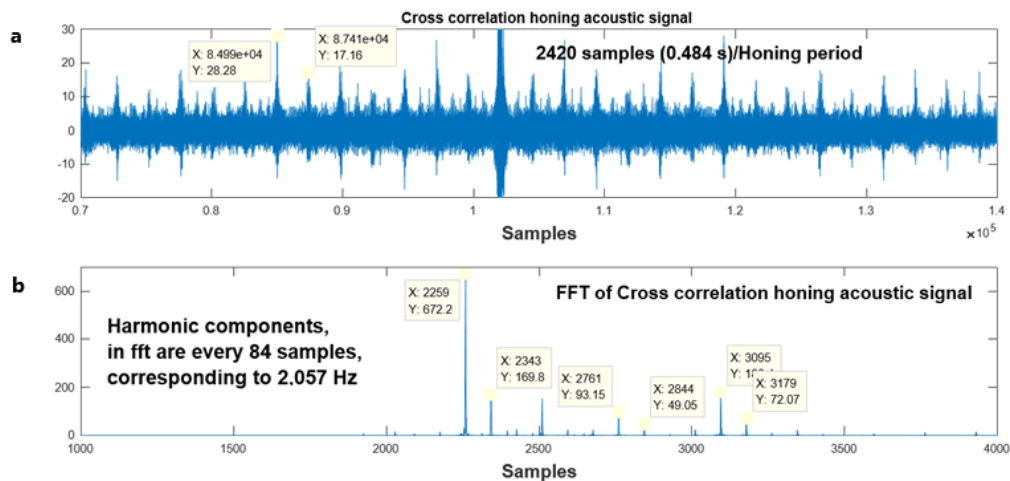 Cross correlation honing acoustic signal
a
30
20
10
0
-10
-20
X: 8.499e+04
Y: 28.28
X: 8.741e+04
Y: 17.16
2420 samples (0.484 s)/Honing period
0.7
0.8
0.9
1
1.1
1.2
1.3
1.4
×10^5
Samples
b
600
400
200
0
Harmonic components,
in fft are every 84 samples,
corresponding to 2.057 Hz
FFT of Cross correlation honing acoustic signal
X: 2259
Y: 672.2
X: 2343
Y: 169.8
X: 2761
Y: 93.15
X: 2844
Y: 49.05
X: 3095
Y:
X: 3179
Y: 72.07
1000
1500
2000
2500
3000
3500
4000
Samples